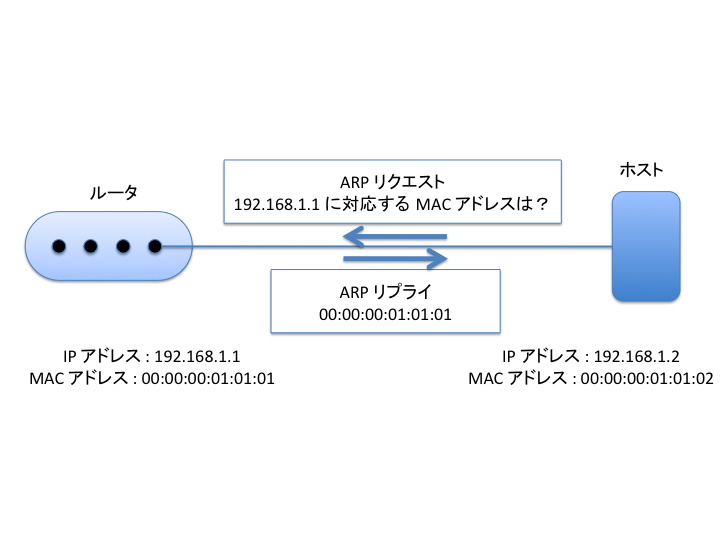 ホスト
ルータ
ARP リクエスト
192.168.1.1 に対応する MAC アドレスは？
ARP リプライ
00:00:00:01:01:01
IP アドレス : 192.168.1.1
MAC アドレス : 00:00:00:01:01:01
IP アドレス : 192.168.1.2
MAC アドレス : 00:00:00:01:01:02